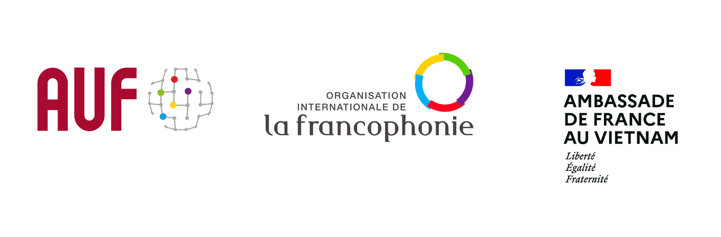 AUF
ORGANISATION
INTERNATIONALE DE
la francophonie
AMBASSADE
DE FRANCE
AU VIETNAM
Liberté
Égalité
Fraternité